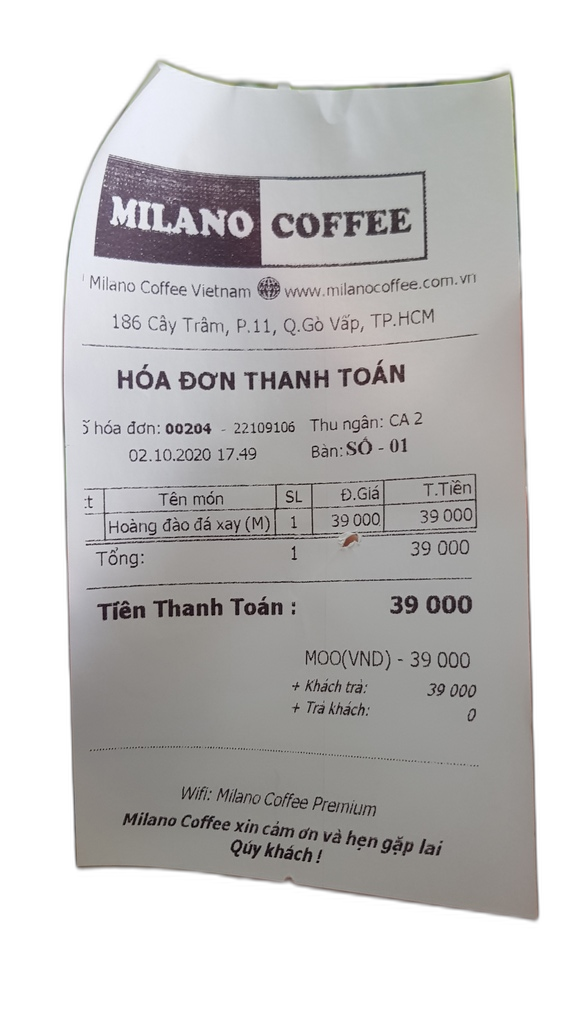 MILANO COFFEE
Milano Coffee Vietnam www.milanocoffee.com.vn
186 Cây Trâm, P.11, Q.Gò Vấp, TP.HCM
HÓA ĐƠN THANH TOÁN
hóa đơn: 00204 - 22109106 Thu ngân: CA 2
02.10.2020 17.49 Bàn: SỐ - 01
Tên món SL Đ.Giá T.Tiền
Hoàng đào đá xay (M) 1 39 000 39 000
Tổng: 1 39 000
Tiền Thanh Toán : 39 000
MOO(VND) - 39 000
+ Khách trả: 39 000
+ Trả khách: 0
Wifi: Milano Coffee Premium
Milano Coffee xin cảm ơn và hẹn gặp lai
Qúy khách !